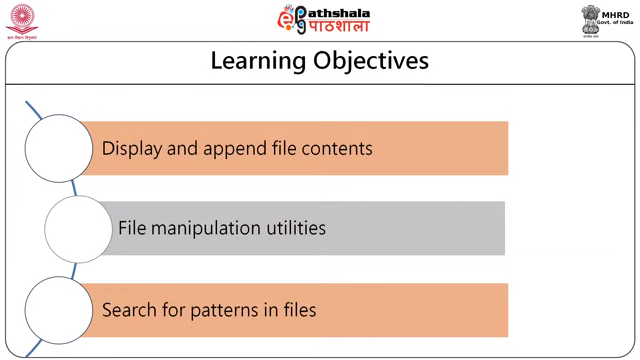 Pathshala
पाठशाला
MHRD
Govt. of India
Learning Objectives
Display and append file contents
File manipulation utilities
Search for patterns in files